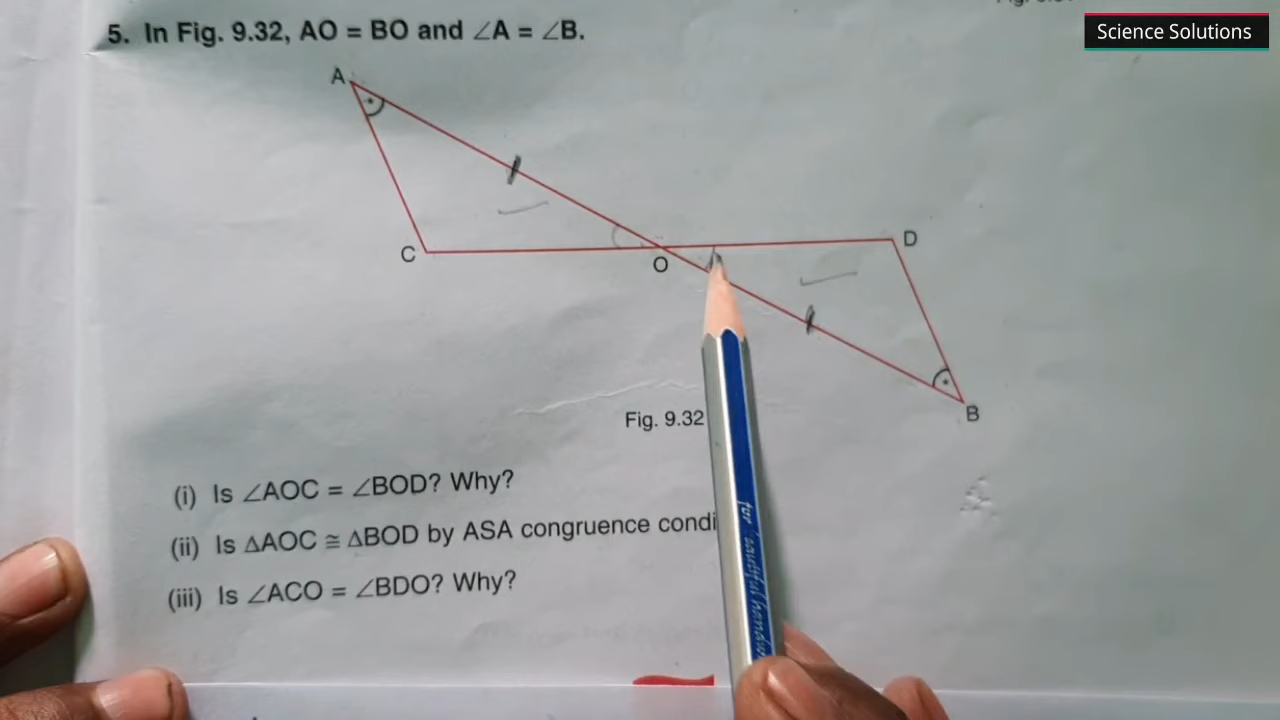 Science Solutions
5. In Fig. 9.32, AO = BO and ∠A = ∠B.
A
C
O
D
B
Fig. 9.32
(i) Is ∠AOC = ∠BOD? Why?
(ii) Is ΔAOC ≅ ΔBOD by ASA congruence condi
(iii) Is ∠ACO = ∠BDO? Why?
for